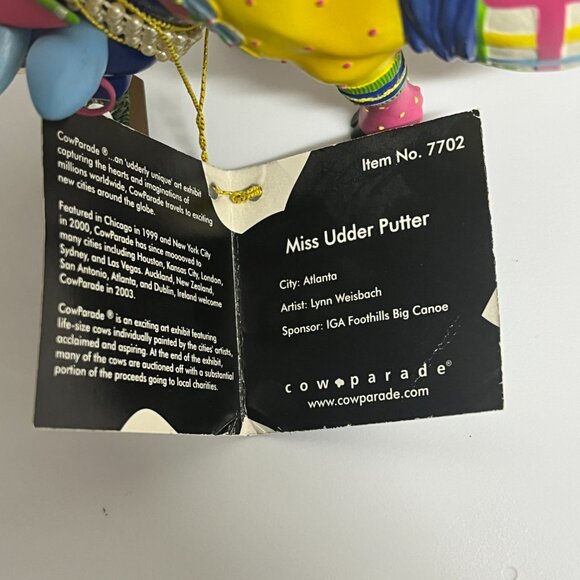 CowParade ® ...an 'udderly unique' art exhibit
capturing the hearts and imaginations of
millions worldwide, CowParade travels to exciting
new cities around the globe.
Featured in Chicago in 1999 and New York City
in 2000, CowParade has since mooooved to
many cities including Houston, Kansas City, London,
Sydney, and Las Vegas. Auckland, New Zealand,
San Antonio, Atlanta, and Dublin, Ireland welcome
CowParade in 2003.
CowParade ® is an exciting art exhibit featuring
life-size cows individually painted by the cities' artists,
acclaimed and aspiring. At the end of the exhibit,
many of the cows are auctioned off with a substantial
portion of the proceeds going to local charities.
Item No. 7702
Miss Udder Putter
City: Atlanta
Artist: Lynn Weisbach
Sponsor: IGA Foothills Big Canoe
cow parade®
www.cowparade.com